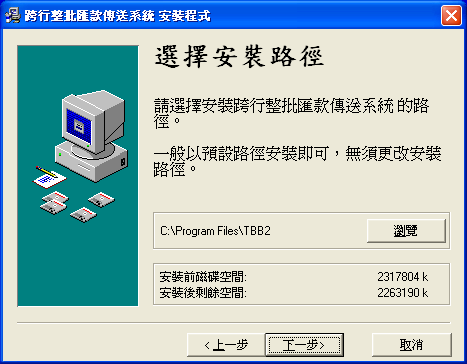 跨行整批匯款傳送系統 安裝程式
選擇安裝路徑
請選擇安裝跨行整批匯款傳送系統 的路
徑。
一般以預設路徑安裝即可，無須更改安裝
路徑。
C:\Program Files\TBB2
瀏覽
安裝前磁碟空間: 2317804 k
安裝後剩餘空間: 2263190 k
<上一步 下一步> 取消